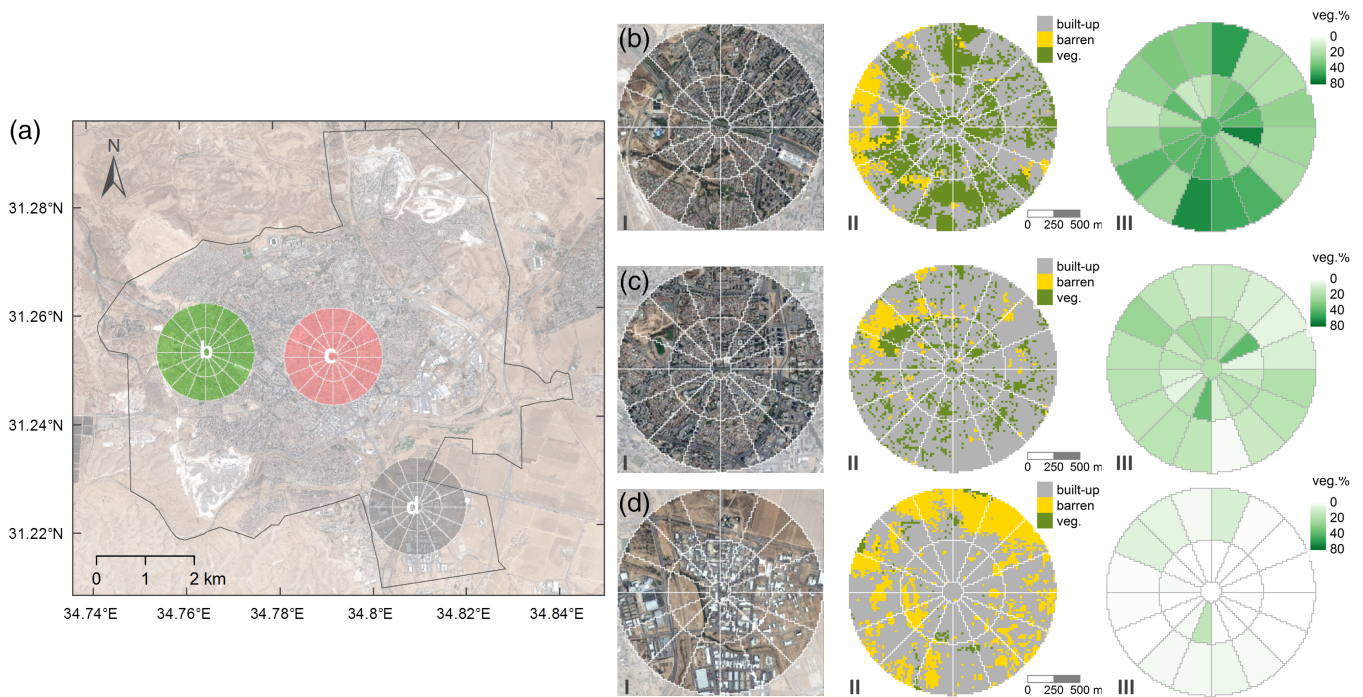 (a)
N
31.28°N
31.26°N
31.24°N
31.22°N
b
c
d
0 1 2 km
34.74°E 34.76°E 34.78°E 34.8°E 34.82°E 34.84°E
(b)
I
built-up
barren
veg.
II
0 250 500 m
veg.%
0
20
40
60
80
III
(c)
I
built-up
barren
veg.
II
0 250 500 m
veg.%
0
20
40
60
80
III
(d)
I
built-up
barren
veg.
II
0 250 500 m
veg.%
0
20
40
60
80
III